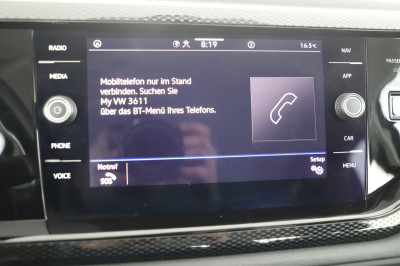 RADIO
8:19
16.5°C
NAV
MEDIA
APP
Mobiltelefon nur im Stand
verbinden. Suchen Sie
My VW 3611
über das BT-Menü Ihres Telefons.
PHONE
CAR
VOICE
MENU
Notruf
SOS
Setup
PASSE